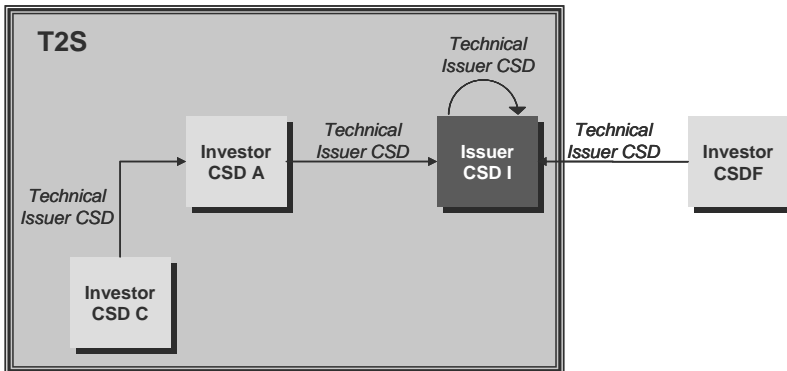 T2S
Technical
Issuer CSD
Investor
CSD A
Technical
Issuer CSD
Issuer
CSD I
Technical
Issuer CSD
Investor
CSDF
Technical
Issuer CSD
Investor
CSD C